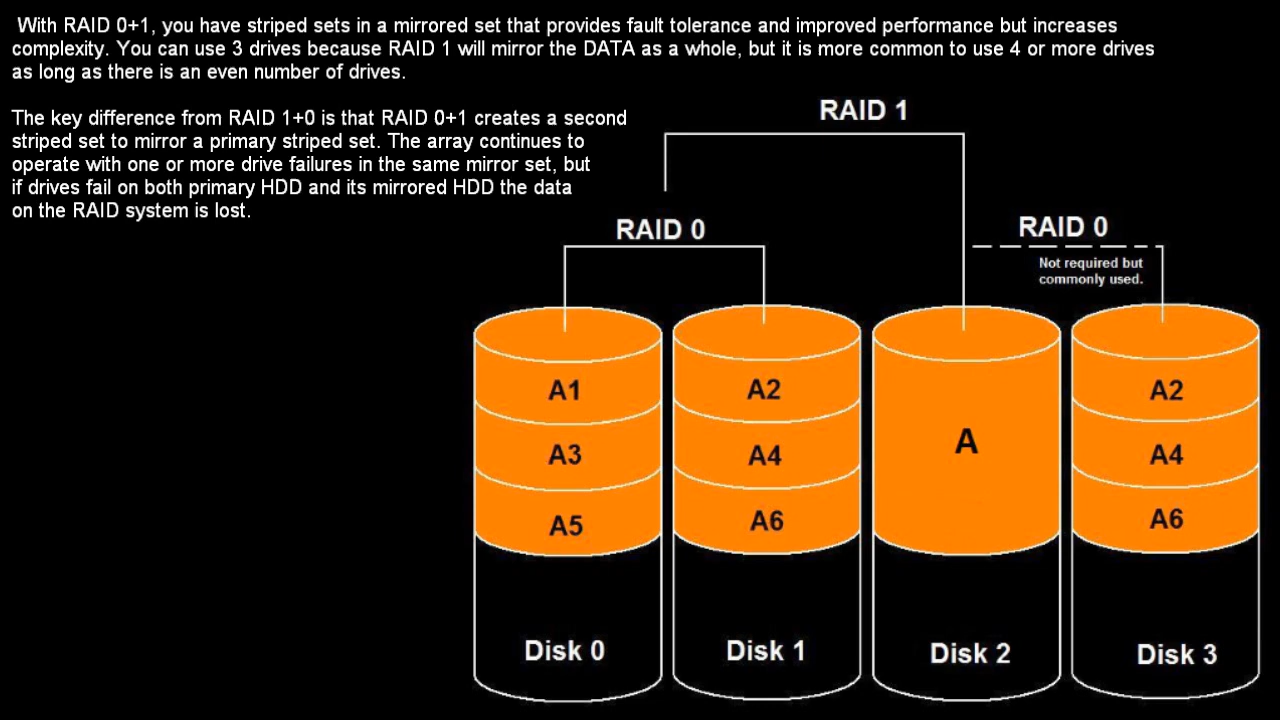 With RAID 0+1, you have striped sets in a mirrored set that provides fault tolerance and improved performance but increases
complexity. You can use 3 drives because RAID 1 will mirror the DATA as a whole, but it is more common to use 4 or more drives
as long as there is an even number of drives.
The key difference from RAID 1+0 is that RAID 0+1 creates a second
striped set to mirror a primary striped set. The array continues to
operate with one or more drive failures in the same mirror set, but
if drives fail on both primary HDD and its mirrored HDD the data
on the RAID system is lost.
RAID 1
RAID 0
RAID 0
Not required but
commonly used.
A1
A3
A5
Disk 0
A2
A4
A6
Disk 1
A
Disk 2
A2
A4
A6
Disk 3